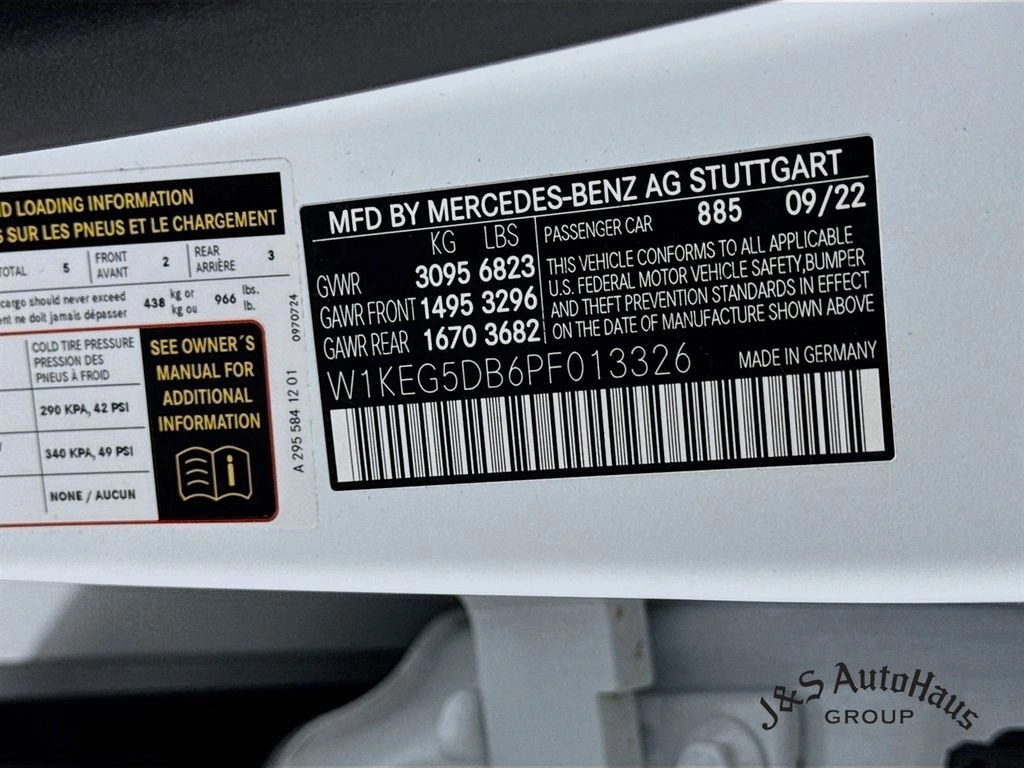 D LOADING INFORMATION
S SUR LES PNEUS ET LE CHARGEMENT
TOTAL 5 FRONT AVANT 2 REAR ARRIÈRE 3
cargo should never exceed 438 kg or 966 lbs.
ent ne doit jamais dépasser kg ou lb.
COLD TIRE PRESSURE
PRESSION DES
PNEUS À FROID
290 KPA, 42 PSI
340 KPA, 49 PSI
NONE / AUCUN
SEE OWNER´S
MANUAL FOR
ADDITIONAL
INFORMATION
A 295 584 12 01 0970724
MFD BY MERCEDES-BENZ AG STUTTGART
KG LBS
GVWR 3095 6823
GAWR FRONT 1495 3296
GAWR REAR 1670 3682
PASSENGER CAR 885 09/22
THIS VEHICLE CONFORMS TO ALL APPLICABLE
U.S. FEDERAL MOTOR VEHICLE SAFETY,BUMPER
AND THEFT PREVENTION STANDARDS IN EFFECT
ON THE DATE OF MANUFACTURE SHOWN ABOVE
W1KEG5DB6PF013326 MADE IN GERMANY
J&S AutoHaus
GROUP